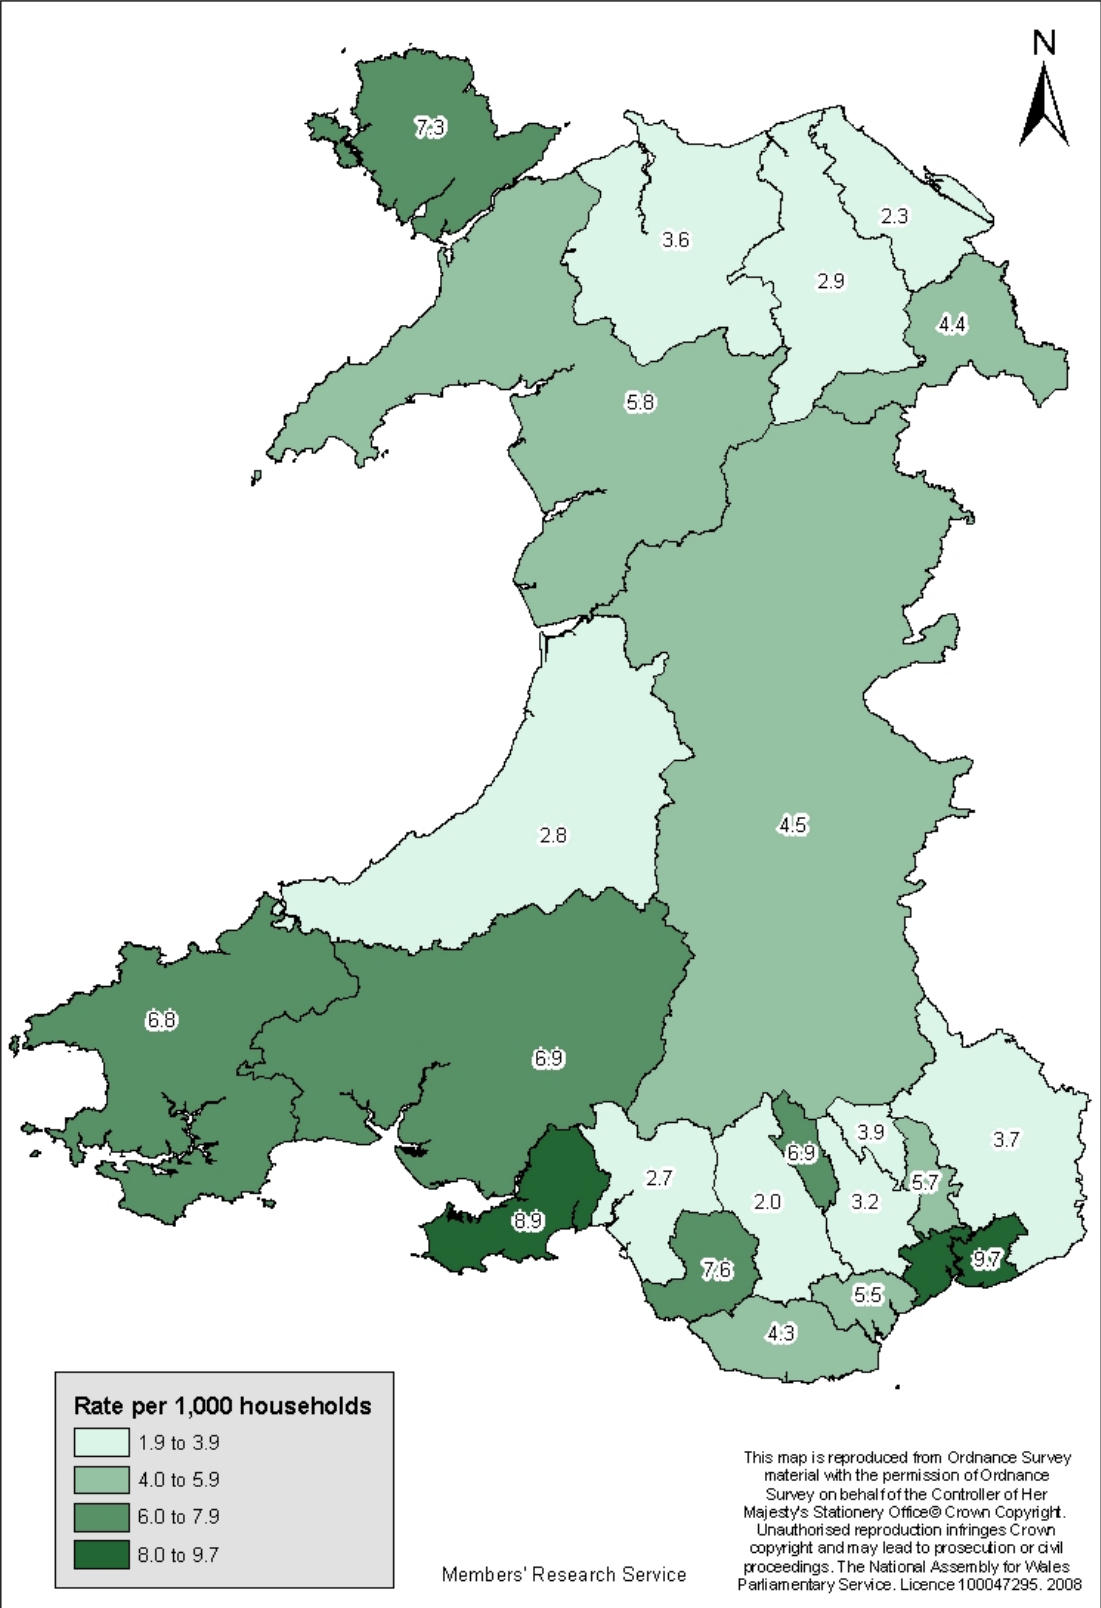 N
7.3
2.3
3.6
2.9
4.4
5.8
2.8
4.5
6.8
6.9
3.9
3.7
6.9
2.7
5.7
2.0
3.2
8.9
9.7
7.6
5.5
4.3
Rate per 1,000 households
1.9 to 3.9
4.0 to 5.9
6.0 to 7.9
8.0 to 9.7
Members' Research Service
This map is reproduced from Ordnance Survey
material with the permission of Ordnance
Survey on behalf of the Controller of Her
Majesty's Stationery Office© Crown Copyright.
Unauthorised reproduction infringes Crown
copyright and may lead to prosecution or civil
proceedings. The National Assembly for Wales
Parliamentary Service. Licence 100047295. 2008